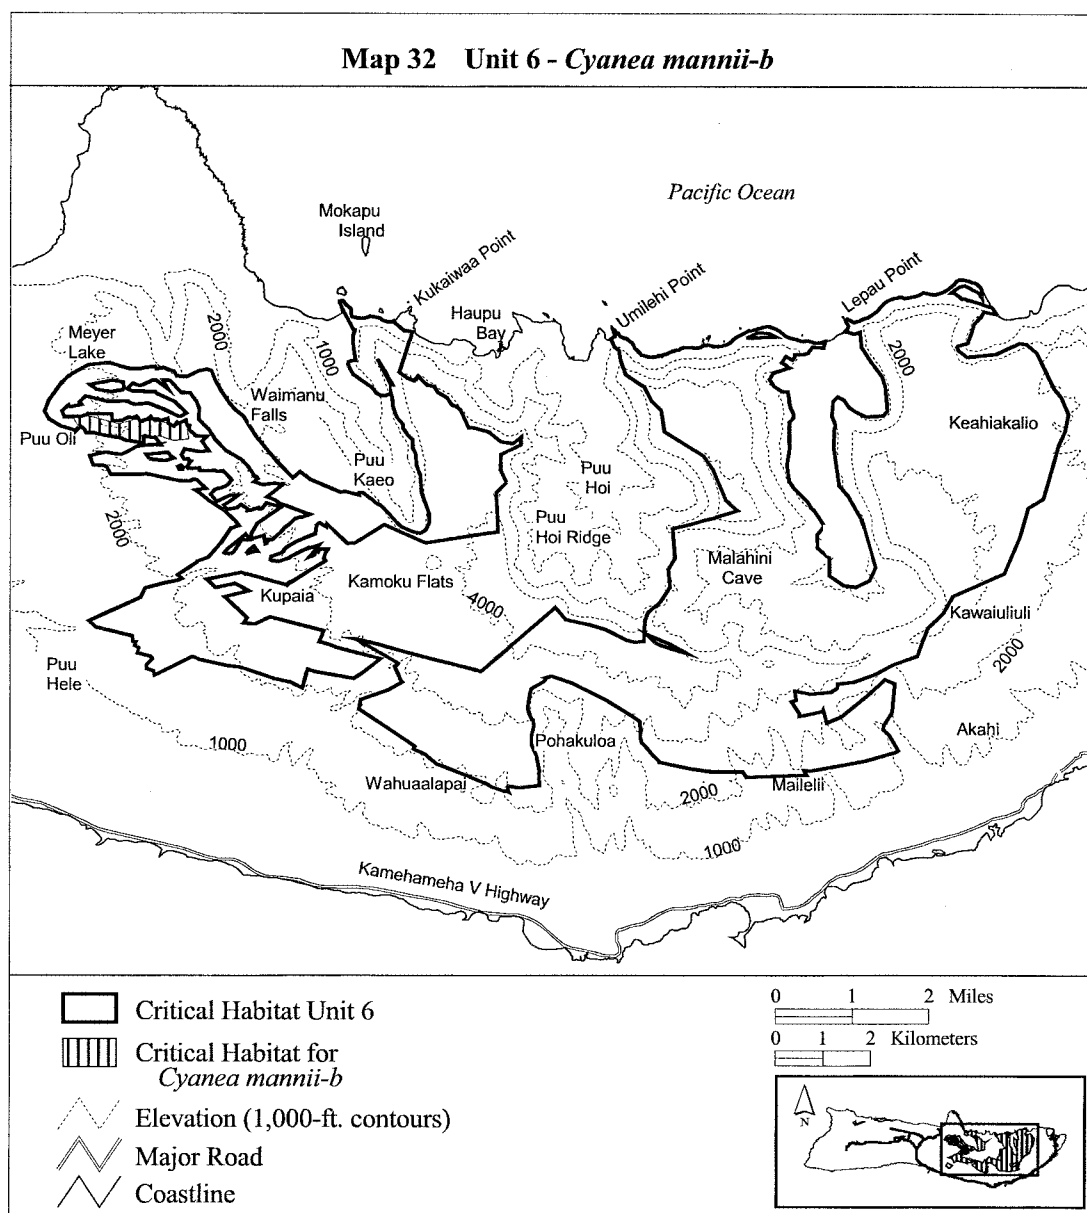 Map 32 Unit 6 - Cyanea mannii-b
Pacific Ocean
Mokapu
Island
Kukaiwaa Point
Haupu
Bay
Umilehi Point
Lepau Point
Meyer
Lake
2000
1000
Waimanu
Falls
2000
Keahiakalio
Puu Oli
Puu
Kaeo
Puu
Hoi
2000
Puu
Hoi Ridge
Malahini
Cave
Kupaia
Kamoku Flats
4000
Kawaiuliuli
Puu
Hele
2000
1000
Pohakuloa
Akahi
Wahuaalapai
2000
Mailelii
1000
Kamehameha V Highway
Critical Habitat Unit 6
Critical Habitat for
Cyanea mannii-b
Elevation (1,000-ft. contours)
Major Road
Coastline
0 1 2 Miles
0 1 2 Kilometers
N